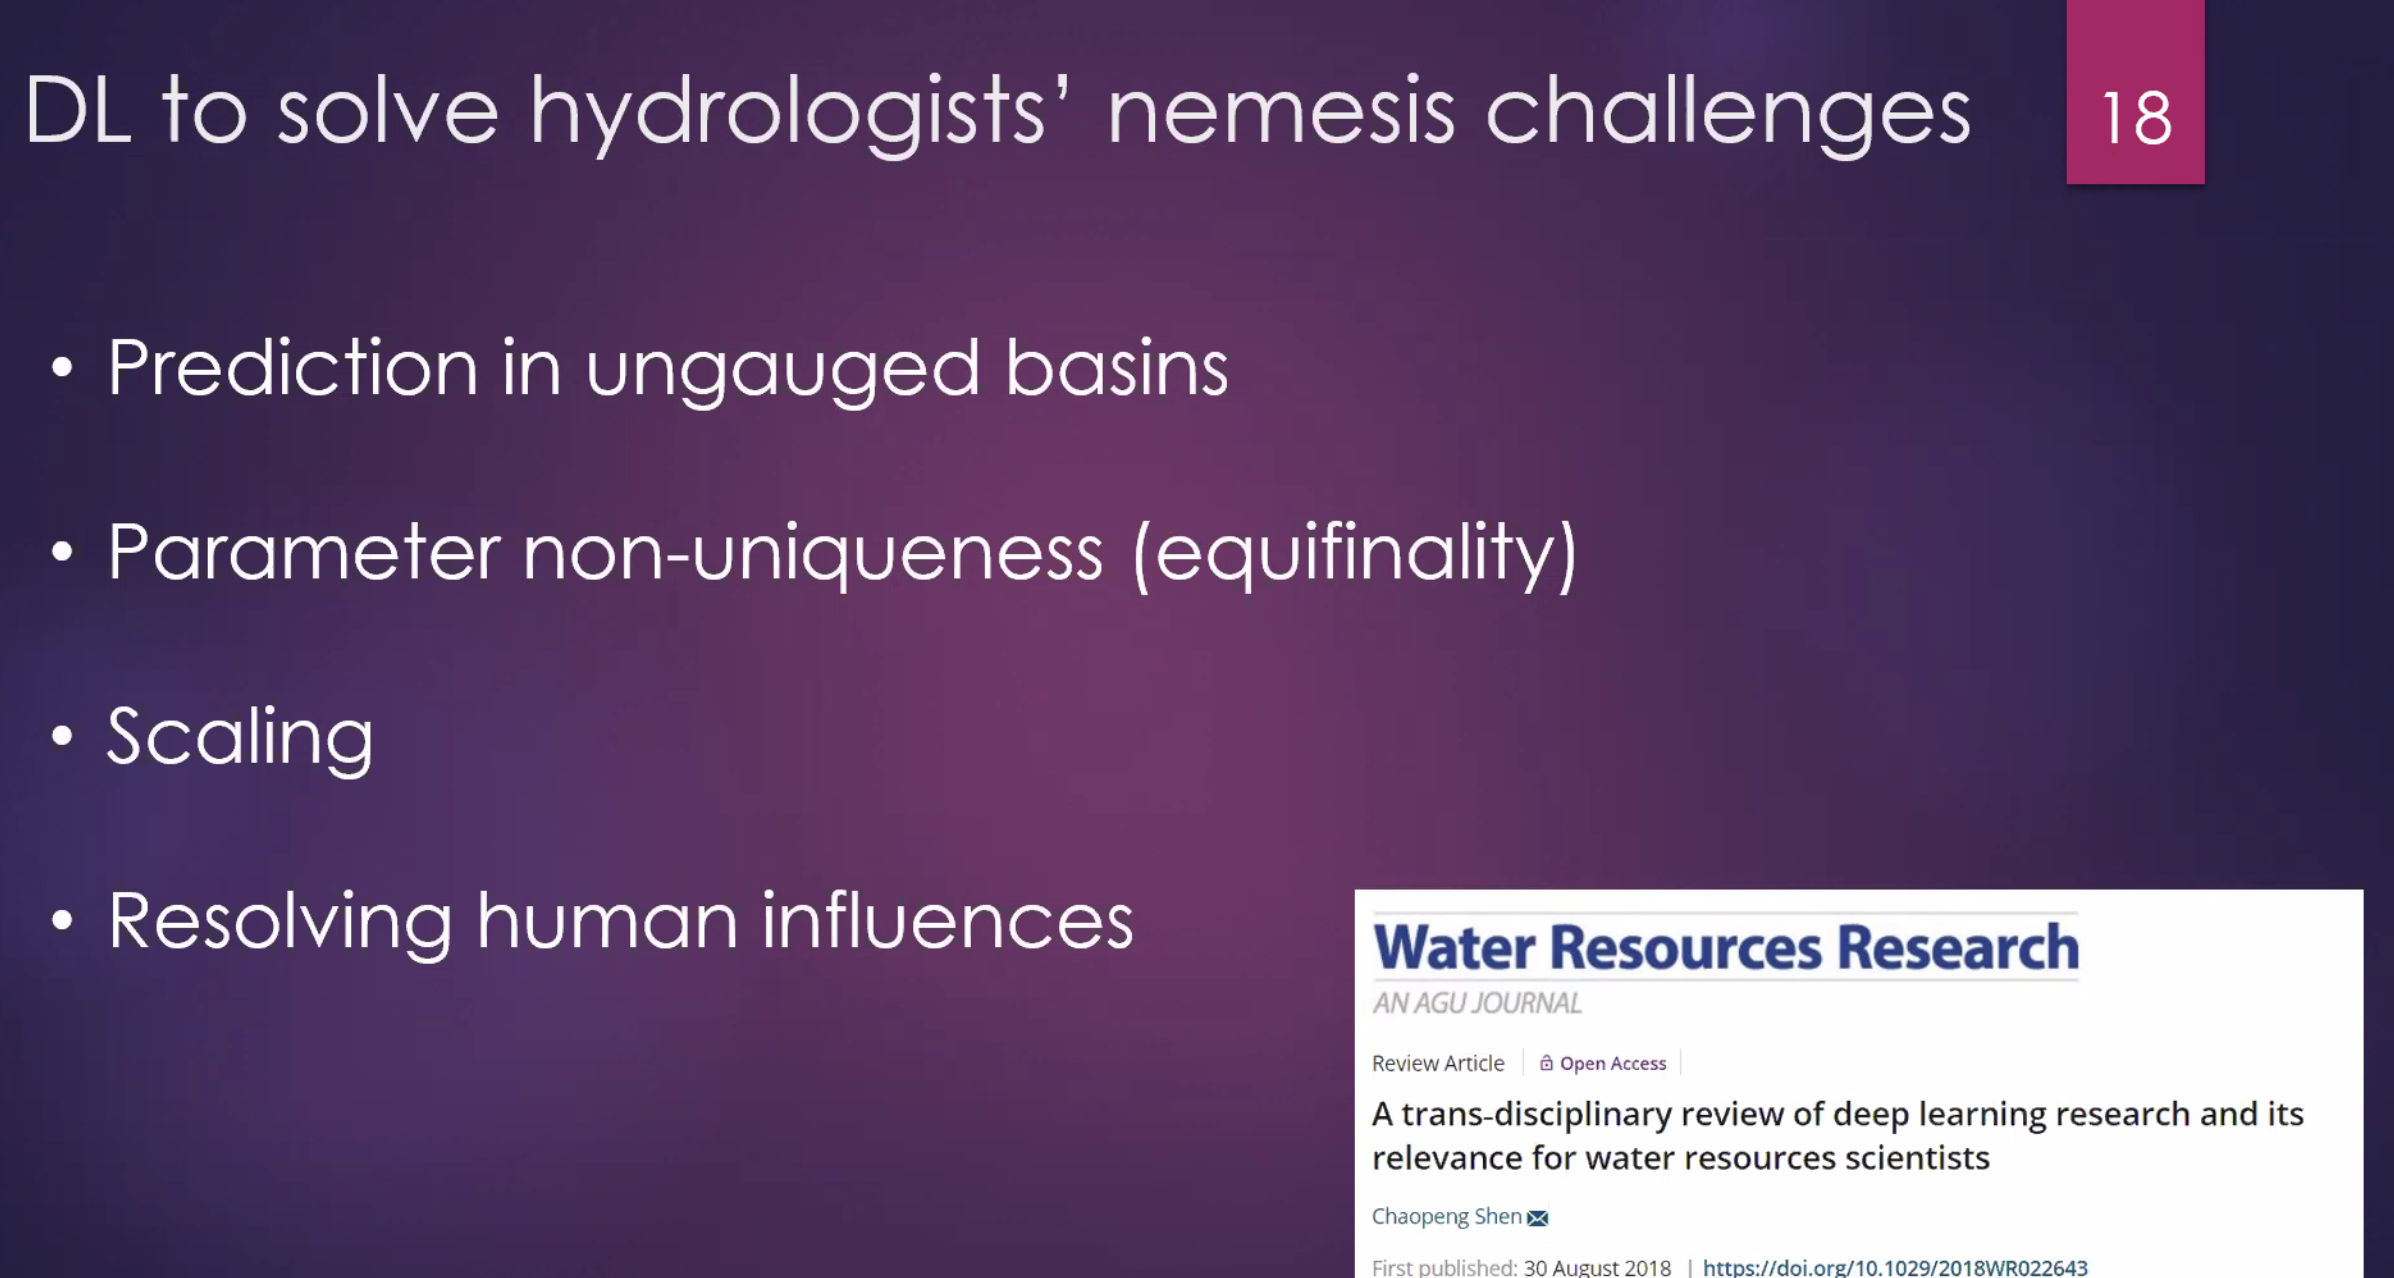 DL to solve hydrologists’ nemesis challenges
18
• Prediction in ungauged basins
• Parameter non-uniqueness (equifinality)
• Scaling
• Resolving human influences
Water Resources Research
AN AGU JOURNAL
Review Article | Open Access
A trans-disciplinary review of deep learning research and its
relevance for water resources scientists
Chaopeng Shen
First published: 30 August 2018 | https://doi.org/10.1029/2018WR022643